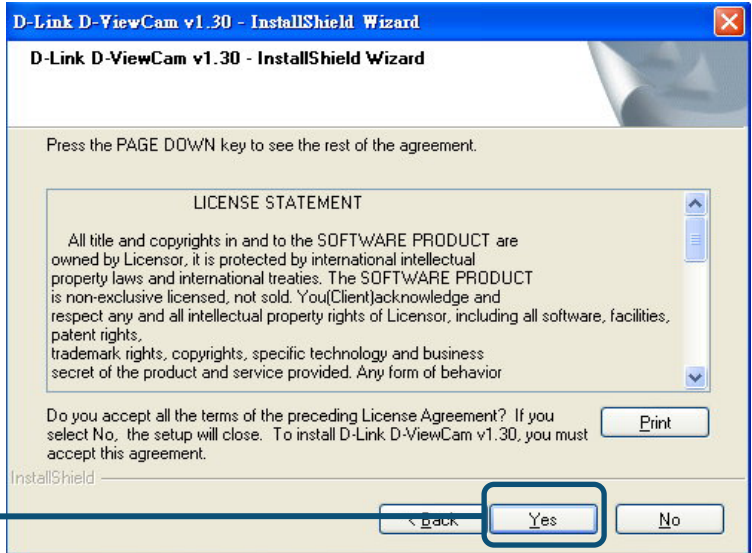 D-Link D-ViewCam v1.30 - InstallShield Wizard
D-Link D-ViewCam v1.30 - InstallShield Wizard
Press the PAGE DOWN key to see the rest of the agreement.
LICENSE STATEMENT
All title and copyrights in and to the SOFTWARE PRODUCT are
owned by Licensor, it is protected by international intellectual
property laws and international treaties. The SOFTWARE PRODUCT
is non-exclusive licensed, not sold. You(Client)acknowledge and
respect any and all intellectual property rights of Licensor, including all software, facilities,
patent rights,
trademark rights, copyrights, specific technology and business
secret of the product and service provided. Any form of behavior
Do you accept all the terms of the preceding License Agreement? If you
select No, the setup will close. To install D-Link D-ViewCam v1.30, you must
accept this agreement.
Print
InstallShield
< Back
Yes
No